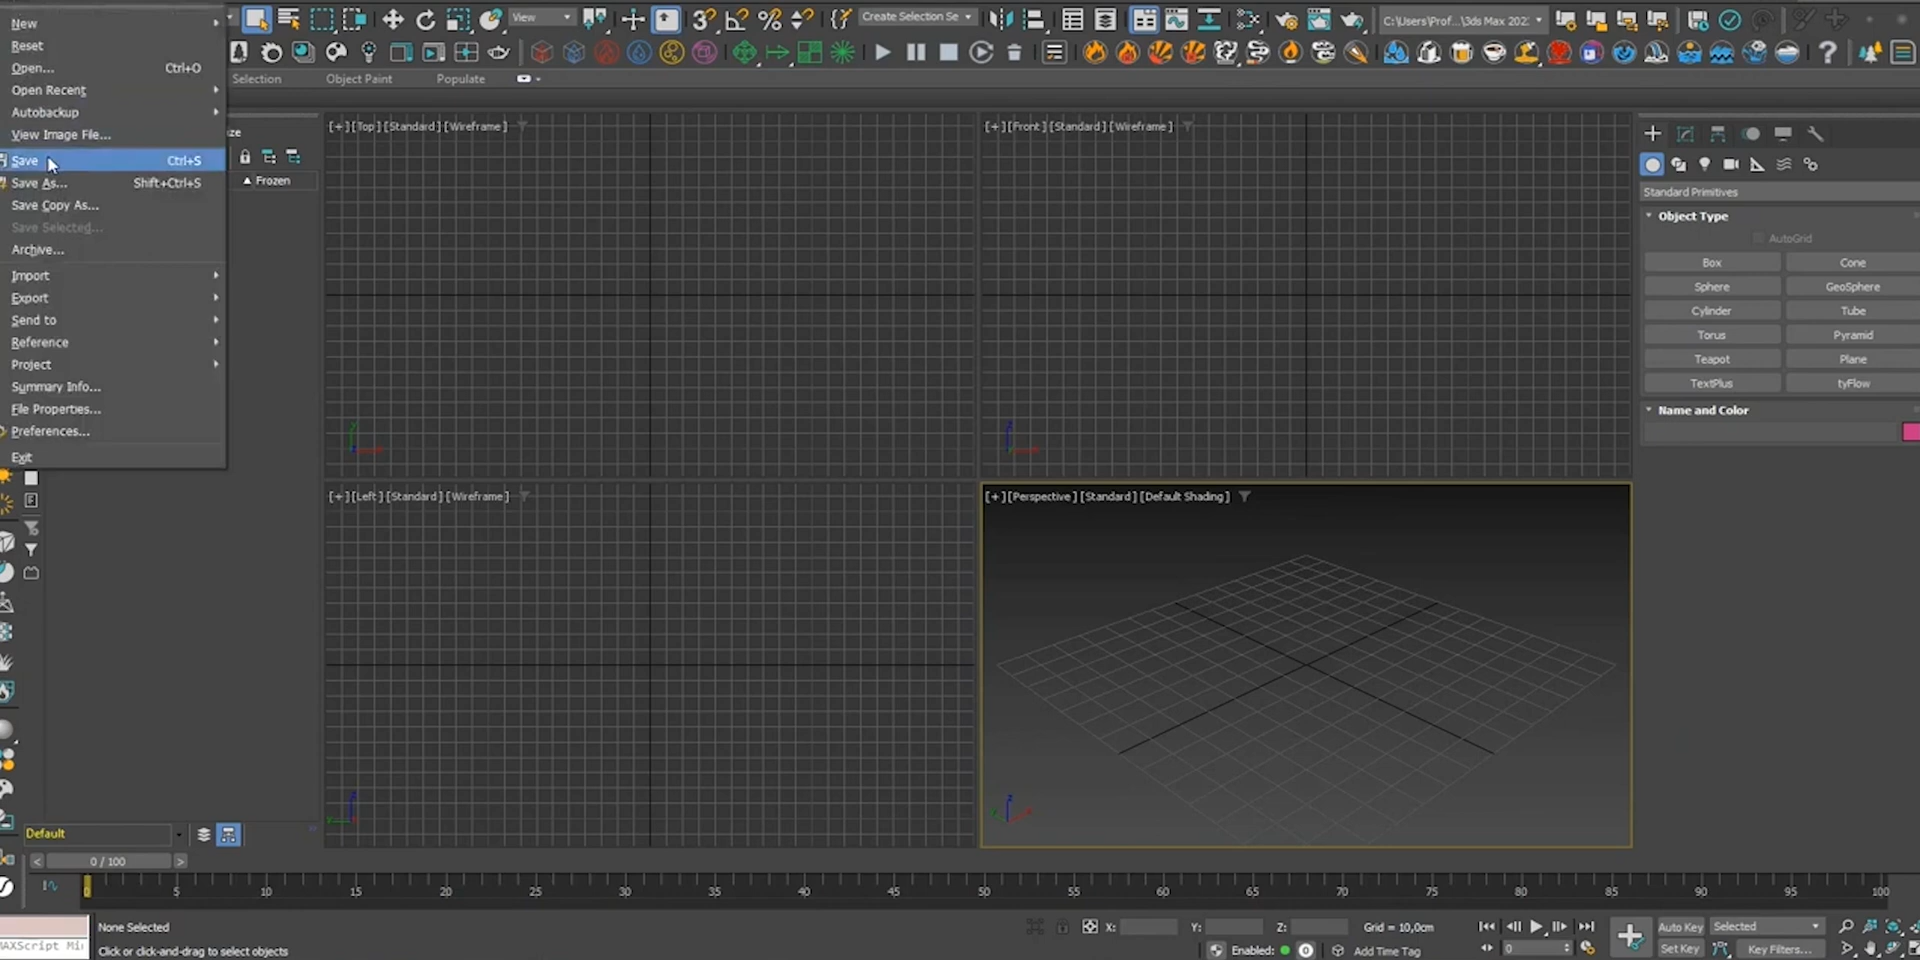 New
Reset
Open... Ctrl+O
Open Recent
Autobackup
View Image File...
Save Ctrl+S
Save As... Shift+Ctrl+S
Save Copy As...
Save Selected...
Archive...
Import
Export
Send to
Reference
Project
Summary Info...
File Properties...
Preferences...
Exit
View
Create Selection Se
C:\Users\Prof...\3ds Max 202
Selection Object Paint Populate
Frozen
[+] [Top] [Standard] [Wireframe]
[+] [Front] [Standard] [Wireframe]
[+] [Left] [Standard] [Wireframe]
[+] [Perspective] [Standard] [Default Shading]
Standard Primitives
Object Type
AutoGrid
Box Cone
Sphere GeoSphere
Cylinder Tube
Torus Pyramid
Teapot Plane
TextPlus tyFlow
Name and Color
Default
0 / 100
0 5 10 15 20 25 30 35 40 45 50 55 60 65 70 75 80 85 90 95 100
None Selected
X: Y: Z: Grid = 10,0cm
Auto Key Selected
MAXScript Mi
Click or click-and-drag to select objects
Enabled: Add Time Tag
0
Set Key Key Filters...